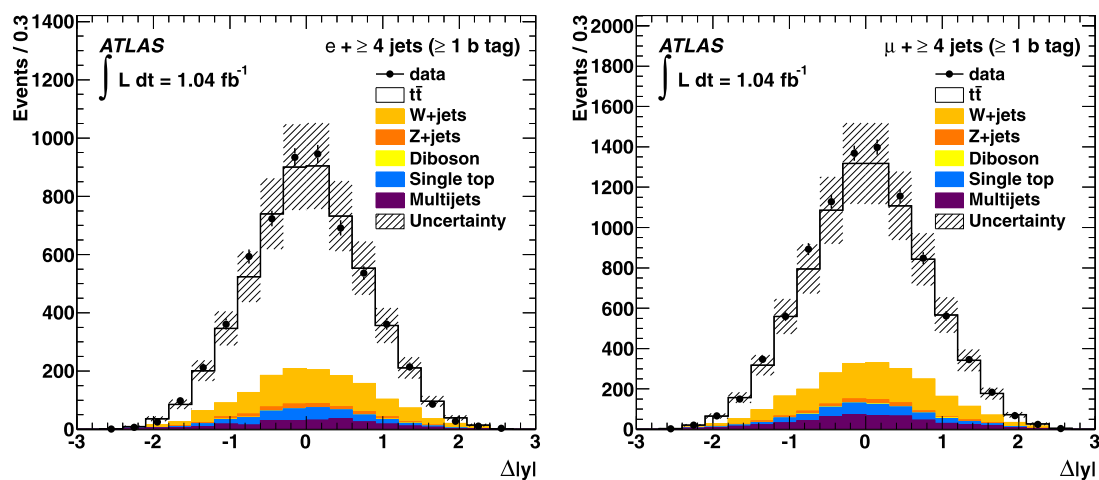 Events / 0.3
1400
1200
1000
800
600
400
200
0
ATLAS
∫ L dt = 1.04 fb⁻¹
e + ≥ 4 jets (≥ 1 b tag)
data
tt̄
W+jets
Z+jets
Diboson
Single top
Multijets
Uncertainty
-3 -2 -1 0 1 2 3
Δ|y|
Events / 0.3
2000
1800
1600
1400
1200
1000
800
600
400
200
0
ATLAS
∫ L dt = 1.04 fb⁻¹
μ + ≥ 4 jets (≥ 1 b tag)
data
tt̄
W+jets
Z+jets
Diboson
Single top
Multijets
Uncertainty
-3 -2 -1 0 1 2 3
Δ|y|